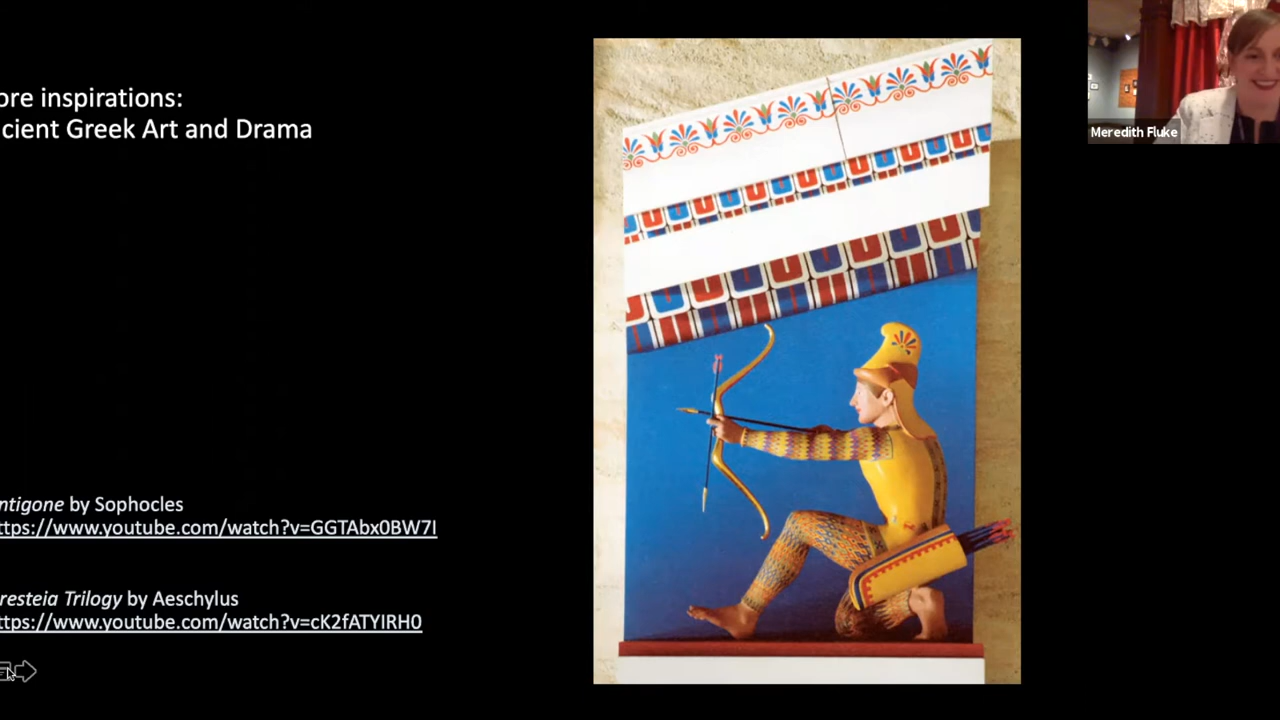 ore inspirations:
cient Greek Art and Drama
Meredith Fluke
ntigone by Sophocles
ttps://www.youtube.com/watch?v=GGTAbx0BW7I
resteia Trilogy by Aeschylus
ttps://www.youtube.com/watch?v=cK2fATYIRH0